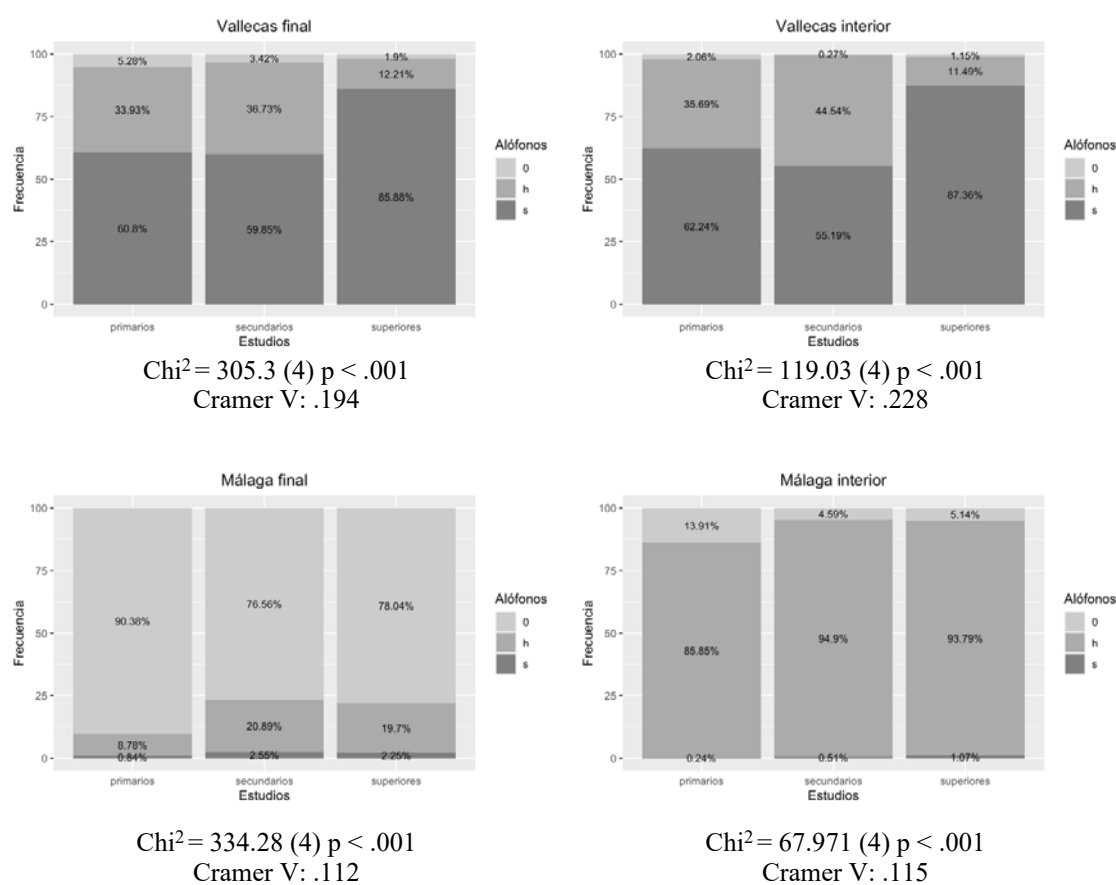 Vallecas final
100
75
50
25
0
Frecuencia
5.28%
3.42%
1.9%
33.93%
36.73%
12.21%
60.8%
59.85%
85.88%
primarios
secundarios
superiores
Estudios
Alófonos
0
h
s
Chi² = 305.3 (4) p < .001
Cramer V: .194
Vallecas interior
100
75
50
25
0
Frecuencia
2.06%
0.27%
1.15%
35.69%
44.54%
11.49%
62.24%
55.19%
87.36%
primarios
secundarios
superiores
Estudios
Alófonos
0
h
s
Chi² = 119.03 (4) p < .001
Cramer V: .228
Málaga final
100
75
50
25
0
Frecuencia
90.38%
76.56%
78.04%
8.78%
20.89%
19.7%
0.84%
2.55%
2.25%
primarios
secundarios
superiores
Estudios
Alófonos
0
h
s
Chi² = 334.28 (4) p < .001
Cramer V: .112
Málaga interior
100
75
50
25
0
Frecuencia
13.91%
4.59%
5.14%
85.85%
94.9%
93.79%
0.24%
0.51%
1.07%
primarios
secundarios
superiores
Estudios
Alófonos
0
h
s
Chi² = 67.971 (4) p < .001
Cramer V: .115